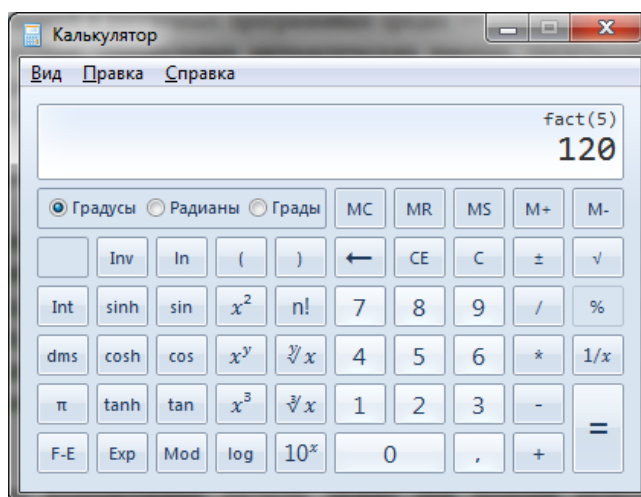 Калькулятор
Вид Правка Справка
fact(5)
120
Градусы Радианы Грады MC MR MS M+ M-
Inv ln ( ) ← CE C ± √
Int sinh sin x² n! 7 8 9 / %
dms cosh cos xʸ ʸ√x 4 5 6 * 1/x
π tanh tan x³ ³√x 1 2 3 - =
F-E Exp Mod log 10ˣ 0 , +